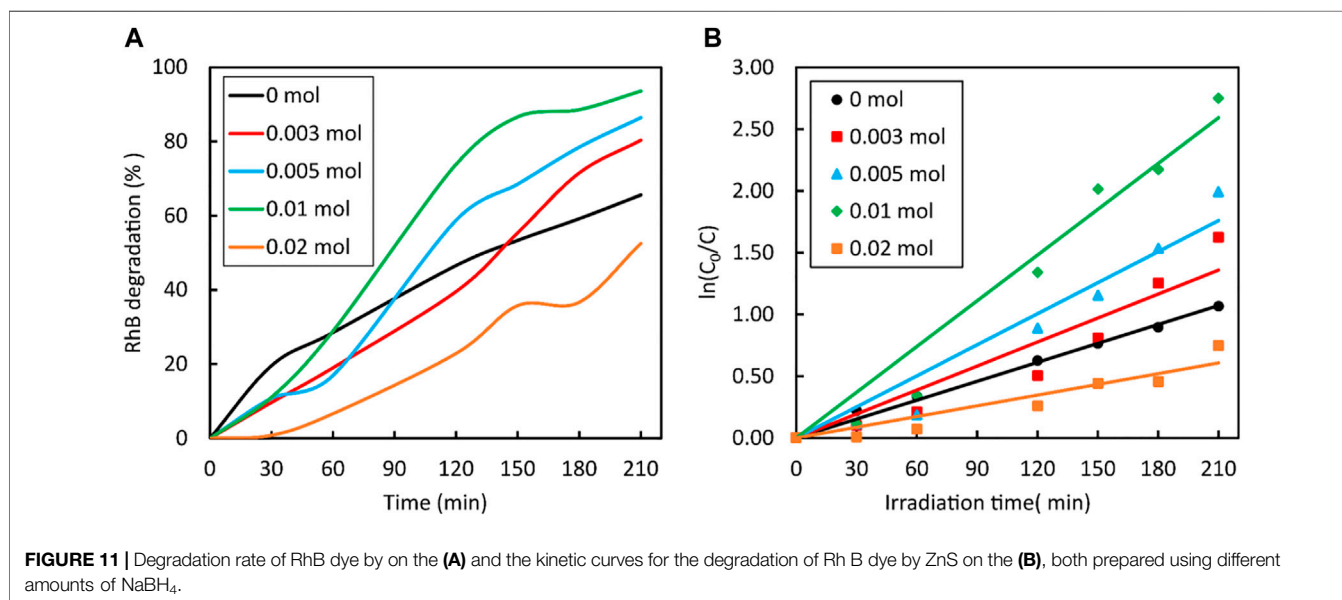 A
RhB degradation (% )
100
80
60
40
20
0
0 mol
0.003 mol
0.005 mol
0.01 mol
0.02 mol
0 30 60 90 120 150 180 210
Time (min)
B
ln(C₀/C)
3.00
2.50
2.00
1.50
1.00
0.50
0.00
0 mol
0.003 mol
0.005 mol
0.01 mol
0.02 mol
0 30 60 90 120 150 180 210
Irradiation time( min)
FIGURE 11 | Degradation rate of RhB dye by on the (A) and the kinetic curves for the degradation of Rh B dye by ZnS on the (B), both prepared using different
amounts of NaBH₄.